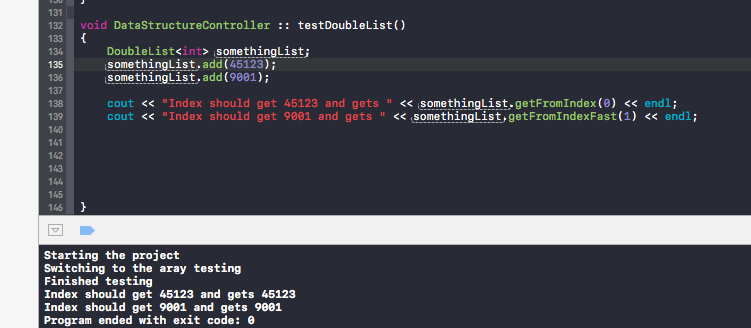 130 }
131
132 void DataStructureController :: testDoubleList()
133 {
134 DoubleList<int> somethingList;
135 somethingList.add(45123);
136 somethingList.add(9001);
137
138 cout << "Index should get 45123 and gets " << somethingList.getFromIndex(0) << endl;
139 cout << "Index should get 9001 and gets " << somethingList.getFromIndexFast(1) << endl;
140
141
142
143
144
145
146 }
Starting the project
Switching to the aray testing
Finished testing
Index should get 45123 and gets 45123
Index should get 9001 and gets 9001
Program ended with exit code: 0